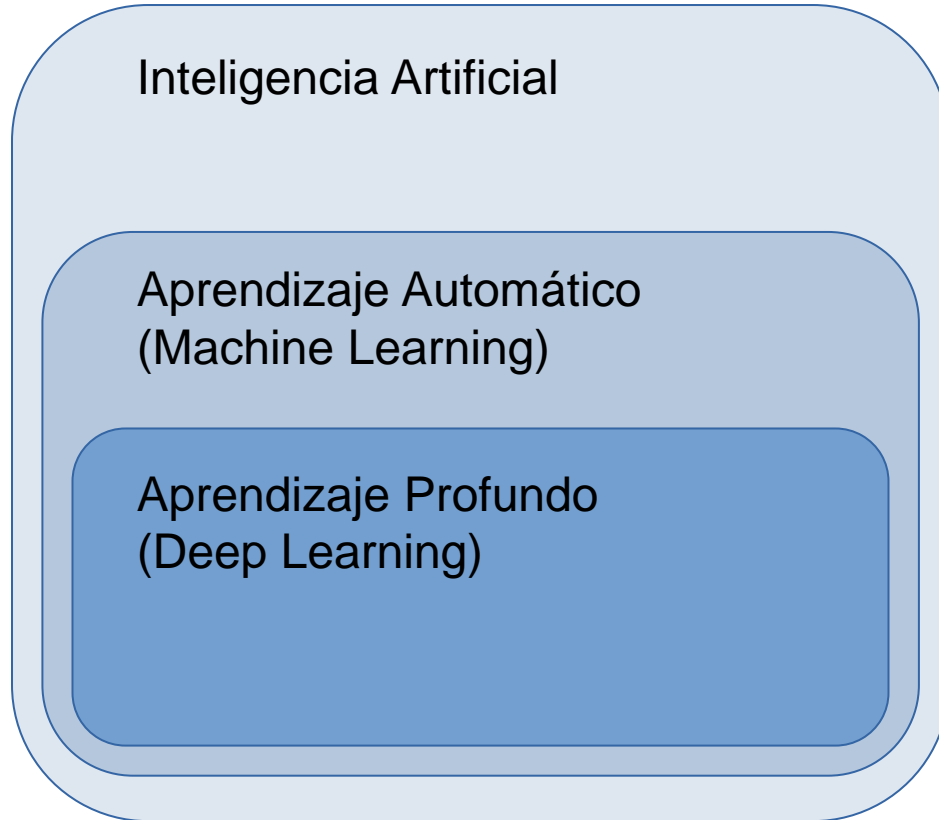 Inteligencia Artificial
Aprendizaje Automático
(Machine Learning)
Aprendizaje Profundo
(Deep Learning)